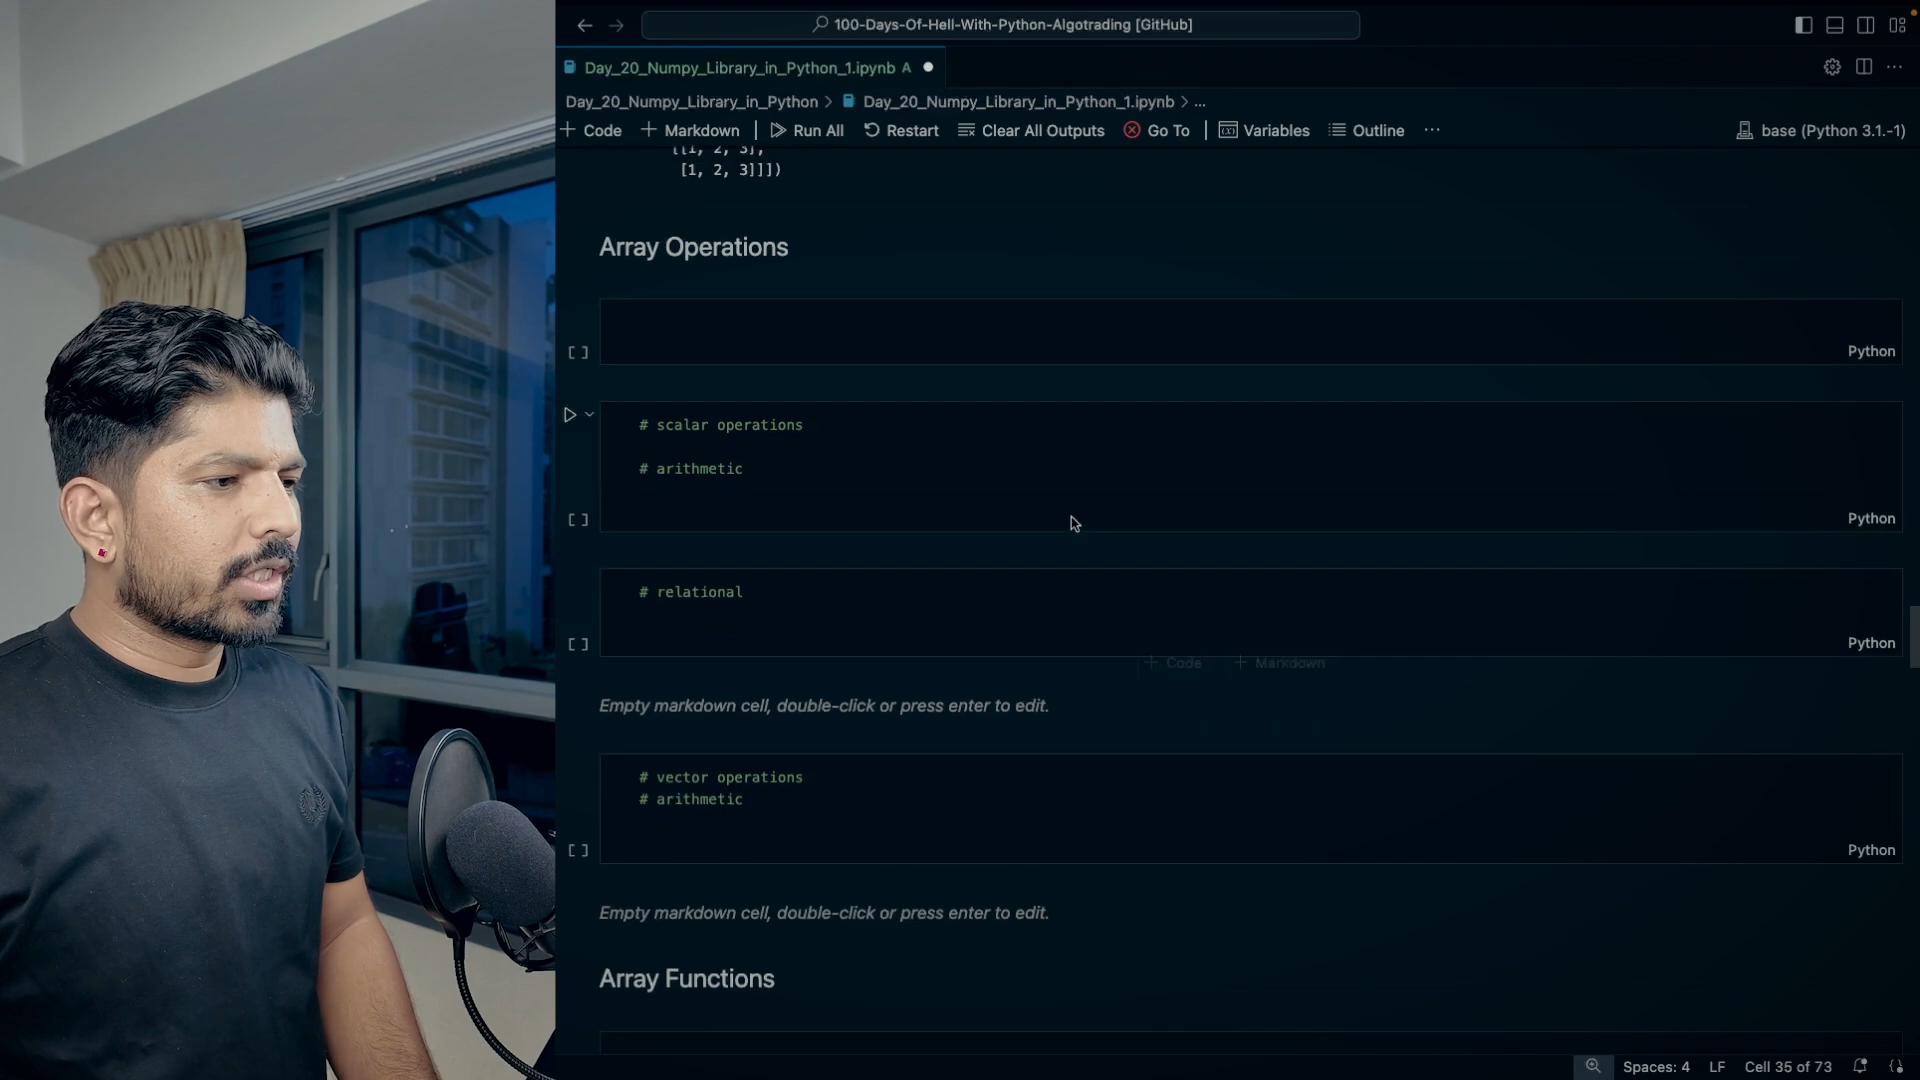 100-Days-Of-Hell-With-Python-Algotrading [GitHub]
Day_20_Numpy_Library_in_Python_1.ipynb A
Day_20_Numpy_Library_in_Python > Day_20_Numpy_Library_in_Python_1.ipynb > ...
+ Code + Markdown | Run All Restart Clear All Outputs Go To | Variables Outline ... base (Python 3.1.-1)
[[1, 2, 3],
[1, 2, 3]]])
Array Operations
[ ] Python
# scalar operations
# arithmetic
[ ] Python
# relational
[ ] Python
+ Code + Markdown
Empty markdown cell, double-click or press enter to edit.
# vector operations
# arithmetic
[ ] Python
Empty markdown cell, double-click or press enter to edit.
Array Functions
Spaces: 4 LF Cell 35 of 73